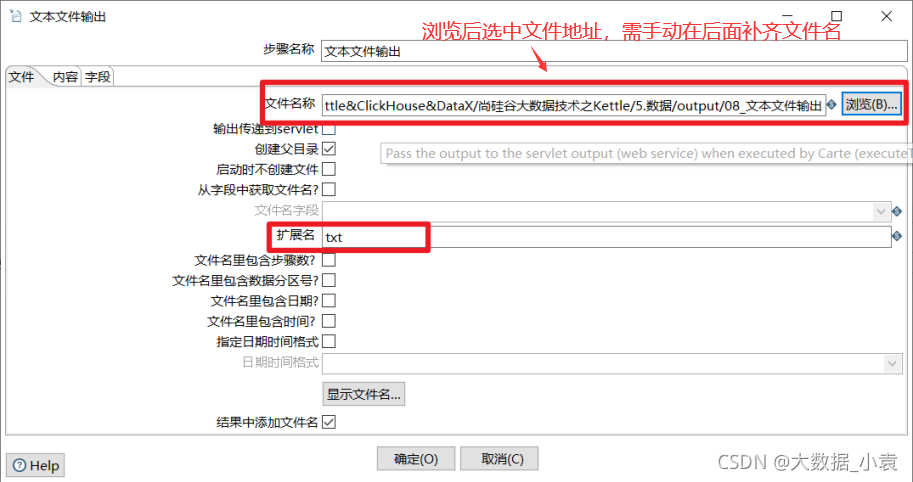 文本文件输出
浏览后选中文件地址，需手动在后面补齐文件名
步骤名称 文本文件输出
文件 内容 字段
文件名称 ttle&ClickHouse&DataX/尚硅谷大数据技术之Kettle/5.数据/output/08_文本文件输出 浏览(B)...
输出传递到servlet
创建父目录
Pass the output to the servlet output (web service) when executed by Carte (executeT
启动时不创建文件
从字段中获取文件名?
文件名字段
扩展名 txt
文件名里包含步骤数?
文件名里包含数据分区号?
文件名里包含日期?
文件名里包含时间?
指定日期时间格式
日期时间格式
显示文件名...
结果中添加文件名
Help 确定(O) 取消(C)
CSDN @大数据_小袁